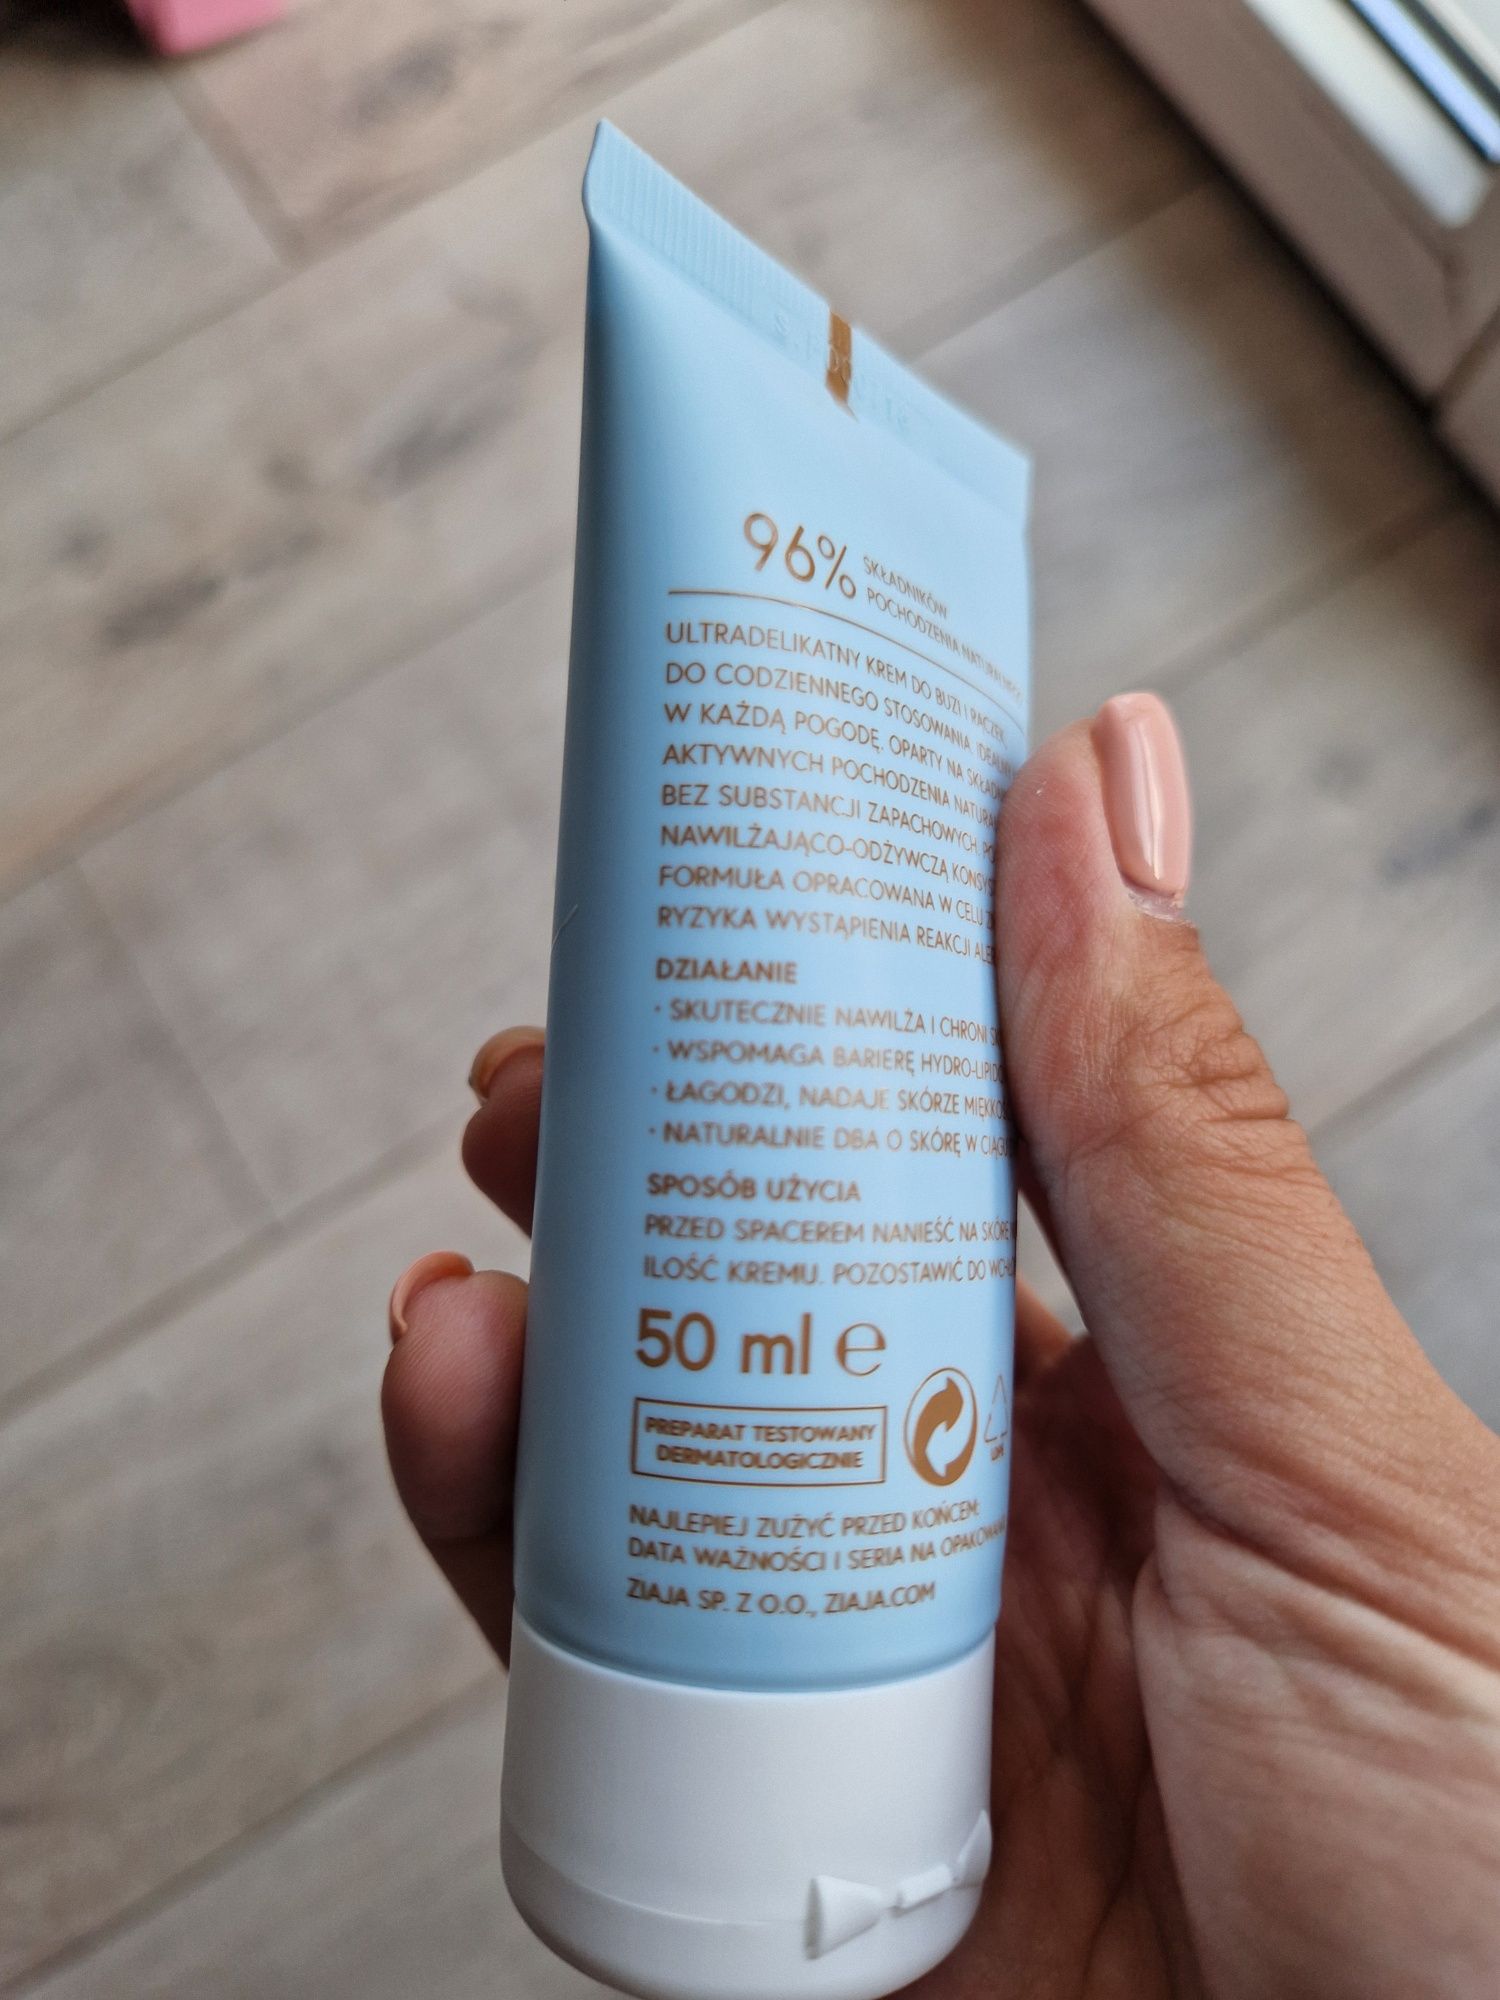 96% SKŁADNIKÓW
POCHODZENIA NATURALNEGO
ULTRADELIKATNY KREM DO BUZI I RĄCZEK
DO CODZIENNEGO STOSOWANIA. IDEALNY
W KAŻDĄ POGODĘ. OPARTY NA
AKTYWNYCH POCHODZENIA
BEZ SUBSTANCJI ZAPACHOWYCH.
NAWILŻAJĄCO-ODŻYWCZĄ
FORMUŁA OPRACOWANA W CELU
RYZYKA WYSTĄPIENIA REAKCJI
DZIAŁANIE
· SKUTECZNIE NAWILŻA I CHRONI
· WSPOMAGA BARIERĘ
· ŁAGODZI, NADAJE SKÓRZE
· NATURALNIE DBA O SKÓRĘ W
SPOSÓB UŻYCIA
PRZED SPACEREM NANIEŚĆ NA SKÓRĘ
ILOŚĆ KREMU. POZOSTAWIĆ DO
50 ml e
PREPARAT TESTOWANY
DERMATOLOGICZNIE
NAJLEPIEJ ZUŻYĆ PRZED KOŃCEM:
DATA WAŻNOŚCI I SERIA NA
ZIAJA SP. Z O.O., ZIAJA.COM